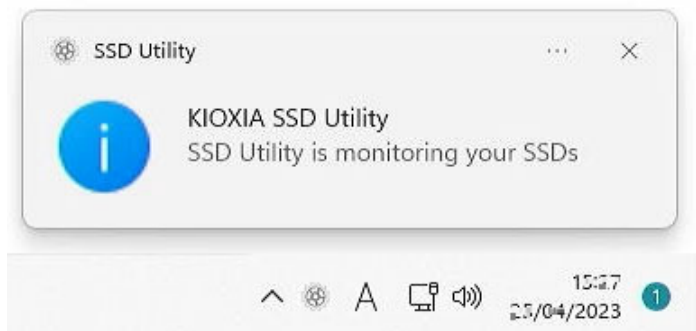 SSD Utility
KIOXIA SSD Utility
SSD Utility is monitoring your SSDs
A
1